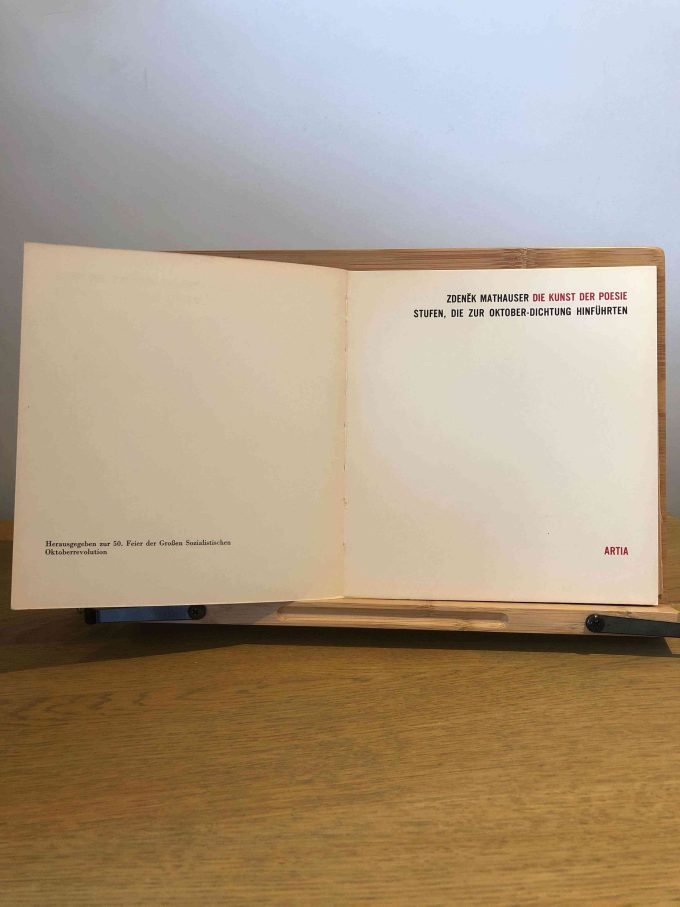 Herausgegeben zur 50. Feier der Großen Sozialistischen
Oktoberrevolution
ZDENĚK MATHAUSER DIE KUNST DER POESIE
STUFEN, DIE ZUR OKTOBER-DICHTUNG HINFÜHRTEN
ARTIA